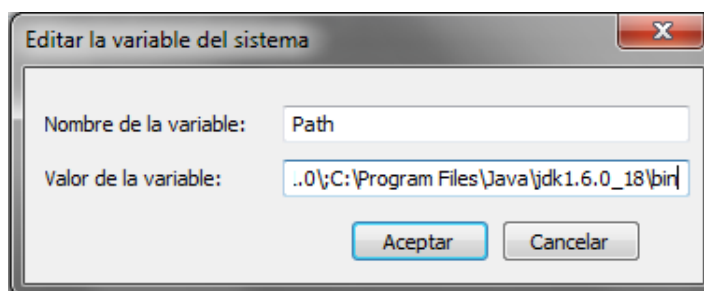 Editar la variable del sistema
Nombre de la variable: Path
Valor de la variable: ..0\;C:\Program Files\Java\jdk1.6.0_18\bin
Aceptar Cancelar